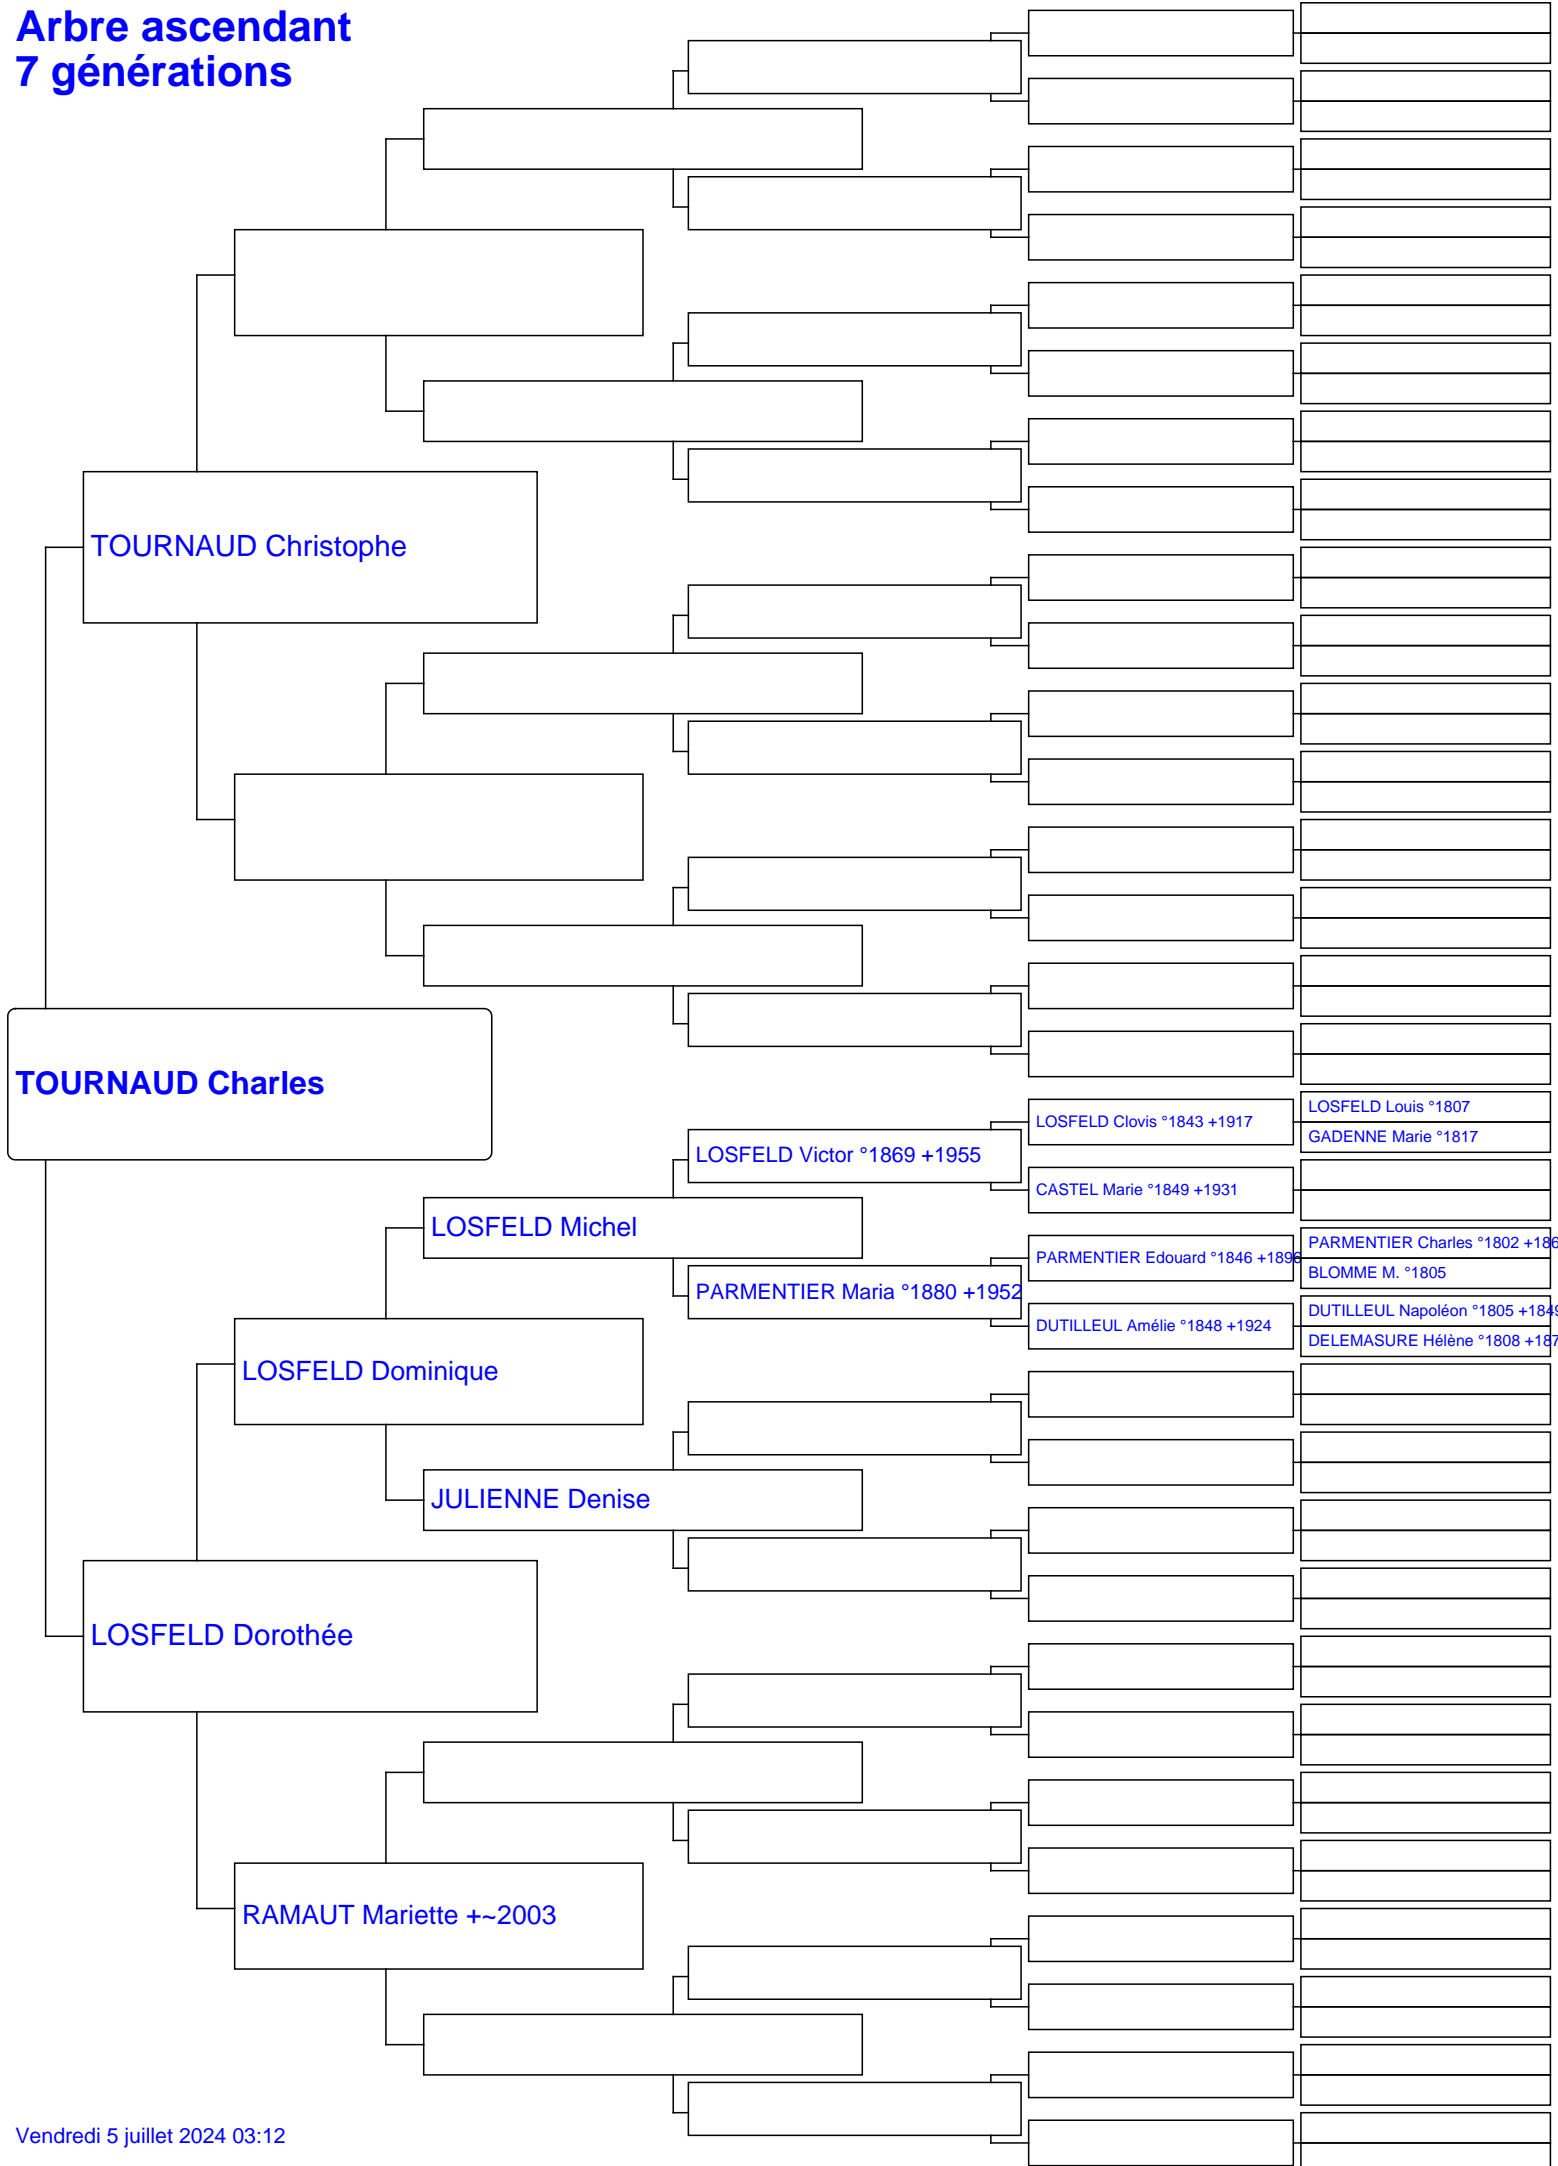 Arbre ascendant
7 générations
TOURNAUD Christophe
TOURNAUD Charles
LOSFELD Louis °1807
LOSFELD Clovis °1843 +1917
GADENNE Marie °1817
LOSFELD Victor °1869 +1955
CASTEL Marie °1849 +1931
LOSFELD Michel
PARMENTIER Charles °1802 +186
PARMENTIER Edouard °1846 +1896
BLOMME M. °1805
PARMENTIER Maria °1880 +1952
DUTILLEUL Napoléon °1805 +1849
DUTILLEUL Amélie °1848 +1924
DELEMASURE Hélène °1808 +187
LOSFELD Dominique
JULIENNE Denise
LOSFELD Dorothée
RAMAUT Mariette +~2003
Vendredi 5 juillet 2024 03:12